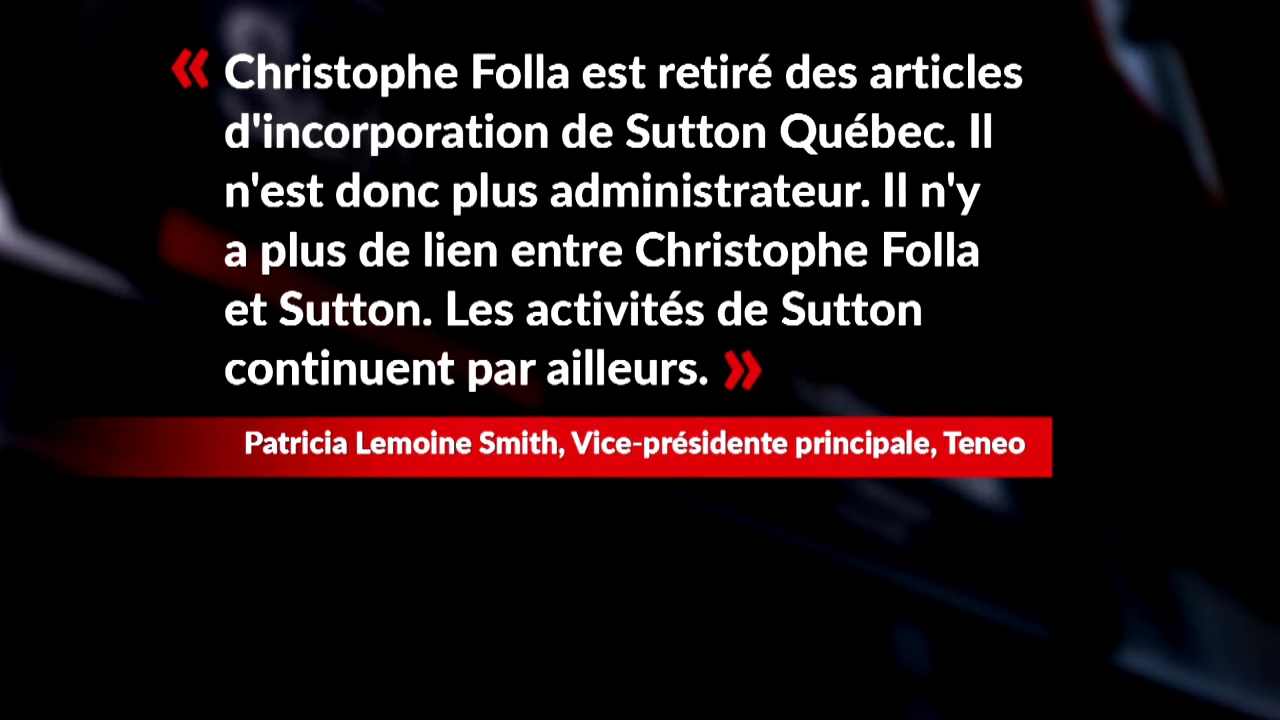 « Christophe Folla est retiré des articles
d'incorporation de Sutton Québec. Il
n'est donc plus administrateur. Il n'y
a plus de lien entre Christophe Folla
et Sutton. Les activités de Sutton
continuent par ailleurs. »
Patricia Lemoine Smith, Vice-présidente principale, Teneo